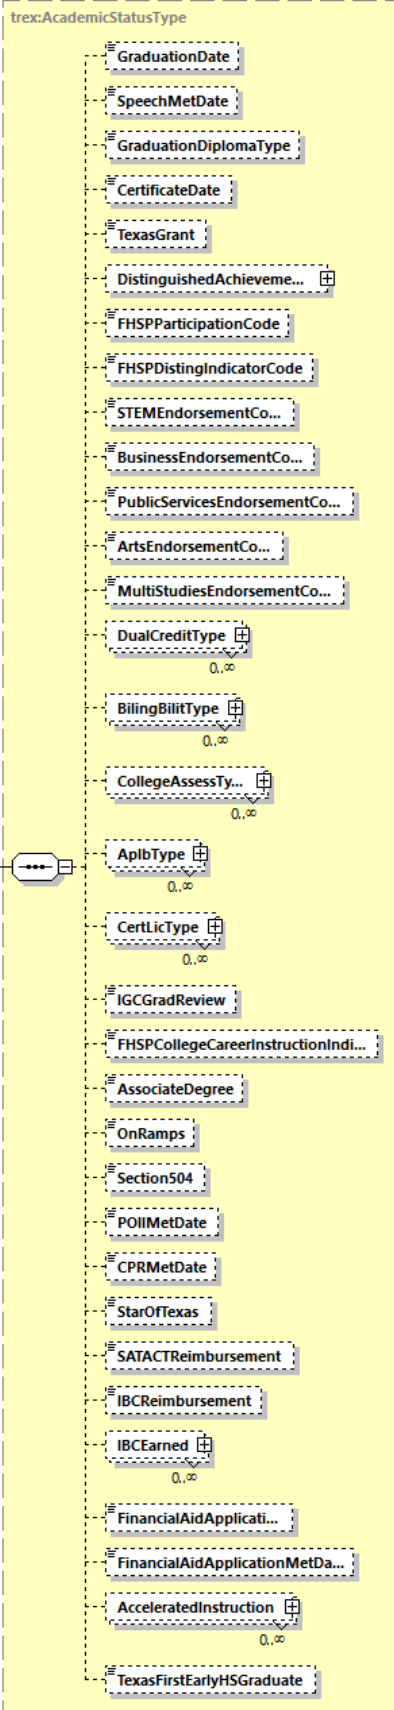 trex:AcademicStatusType
GraduationDate
SpeechMetDate
GraduationDiplomaType
CertificateDate
TexasGrant
DistinguishedAchieveme...
FHSPParticipationCode
FHSPDistingIndicatorCode
STEMEndorsementCo...
BusinessEndorsementCo...
PublicServicesEndorsementCo...
ArtsEndorsementCo...
MultiStudiesEndorsementCo...
DualCreditType
0..∞
BilingBilitType
0..∞
CollegeAssessTy...
0..∞
ApIbType
0..∞
CertLicType
0..∞
IGCGradReview
FHSPCollegeCareerInstructionIndi...
AssociateDegree
OnRamps
Section504
POIIMetDate
CPRMetDate
StarOfTexas
SATACTReimbursement
IBCReimbursement
IBCEarned
0..∞
FinancialAidApplicati...
FinancialAidApplicationMetDa...
AcceleratedInstruction
0..∞
TexasFirstEarlyHSGraduate